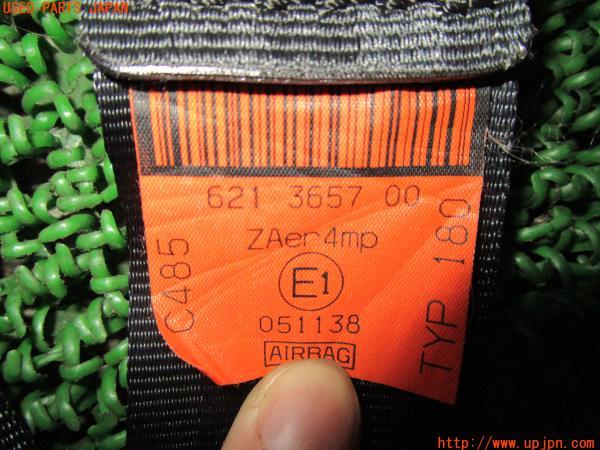 USED PARTS JAPAN
621 3657 00
ZAer4mp
E1
051138
AIRBAG
C485
TYP 180
http://www.upjpn.com/